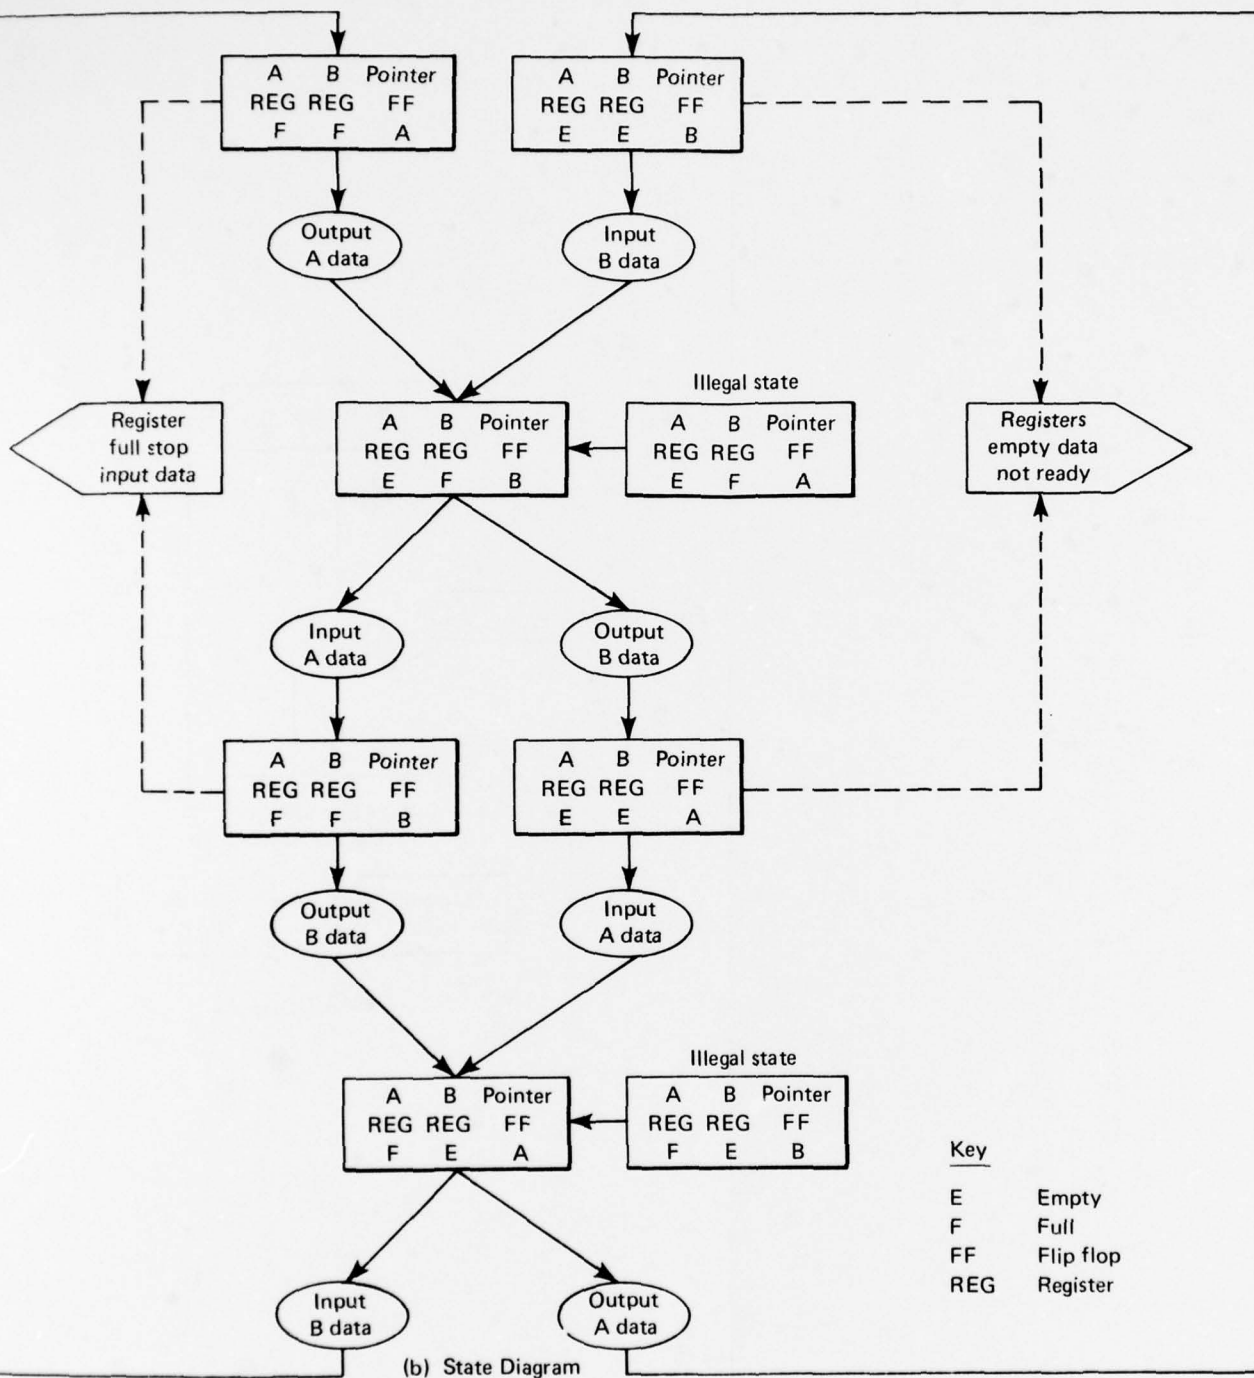 A B Pointer
REG REG FF
F F A
A B Pointer
REG REG FF
E E B
Output
A data
Input
B data
Illegal state
Register
full stop
input data
A B Pointer
REG REG FF
E F B
A B Pointer
REG REG FF
E F A
Registers
empty data
not ready
Input
A data
Output
B data
A B Pointer
REG REG FF
F F B
A B Pointer
REG REG FF
E E A
Output
B data
Input
A data
Illegal state
A B Pointer
REG REG FF
F E A
A B Pointer
REG REG FF
F E B
Key
E Empty
F Full
FF Flip flop
REG Register
Input
B data
Output
A data
(b) State Diagram